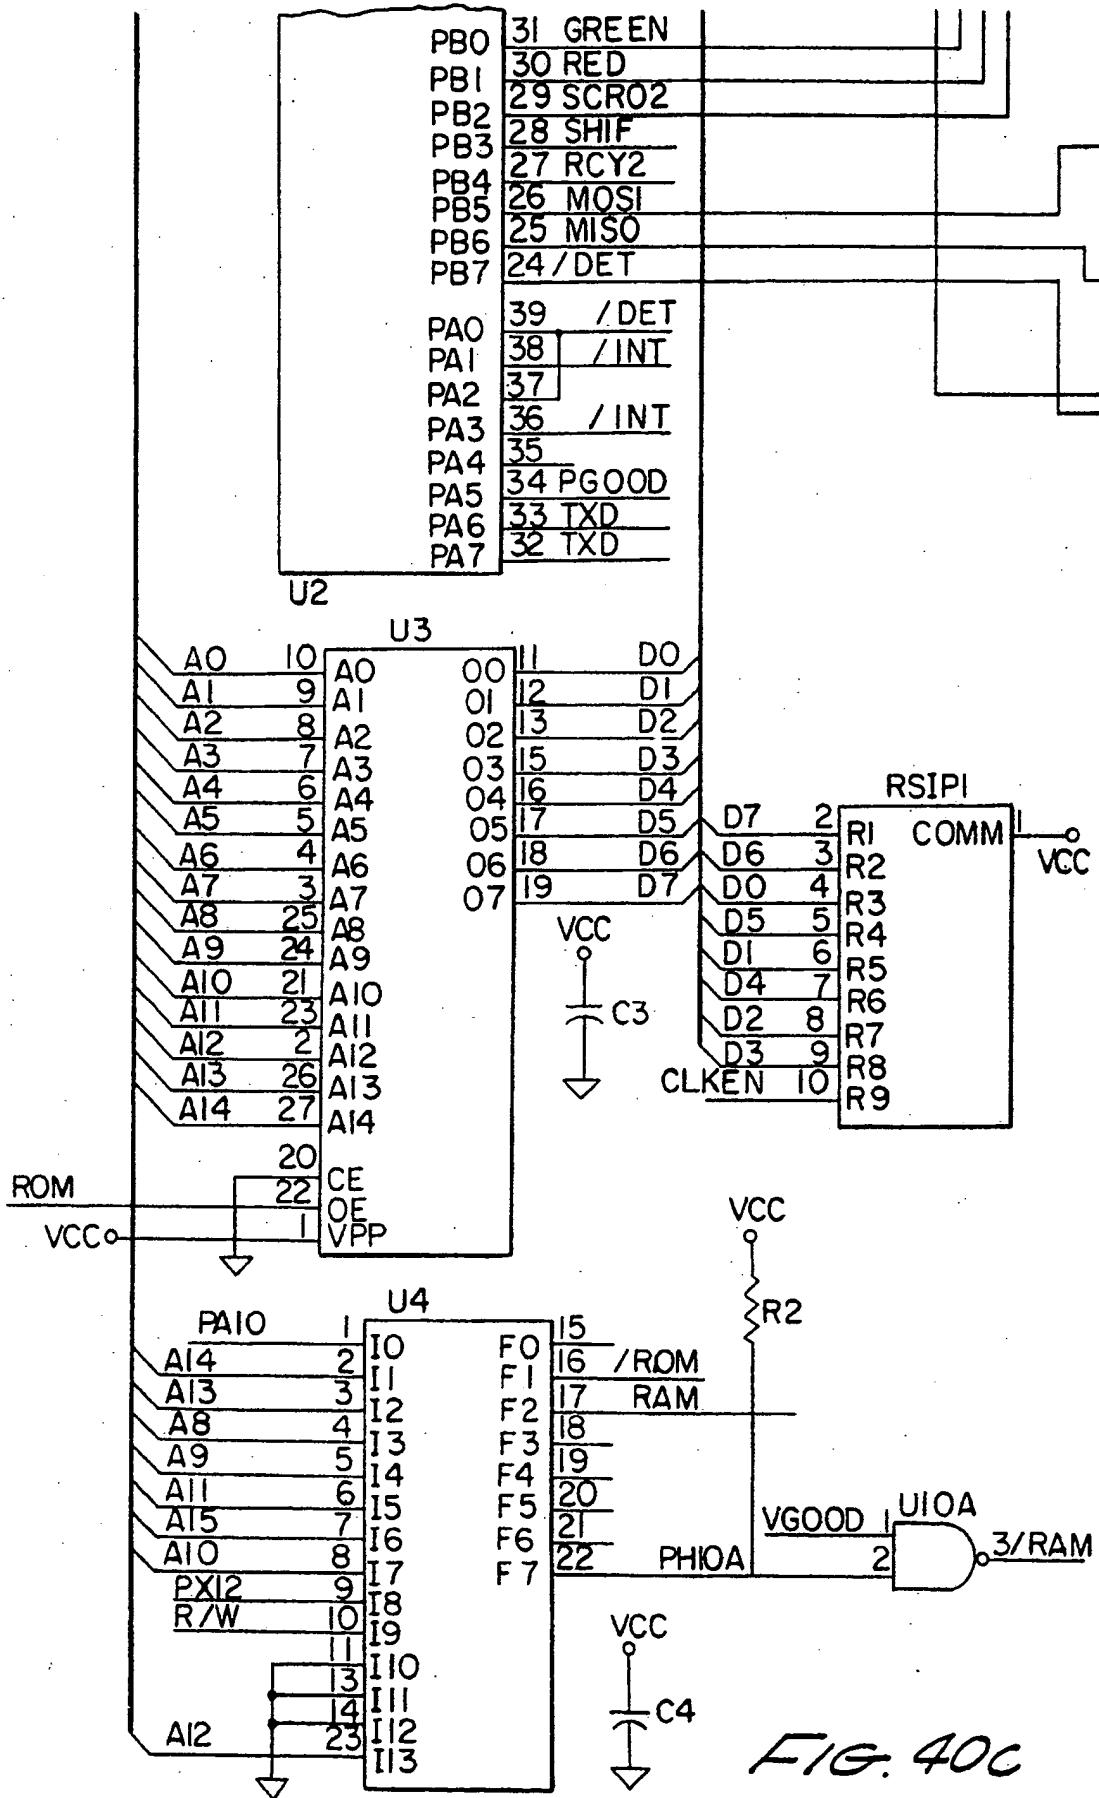 PB0 31 GREEN
PB1 30 RED
PB2 29 SCRO2
PB3 28 SHIF
PB4 27 RCY2
PB5 26 MOSI
PB6 25 MISO
PB7 24 /DET
PA0 39 /DET
PA1 38 /INT
PA2 37
PA3 36 /INT
PA4 35
PA5 34 PGOOD
PA6 33 TXD
PA7 32 TXD
U2
U3
A0 10 A0 O0 11 D0
A1 9 A1 O1 12 D1
A2 8 A2 O2 13 D2
A3 7 A3 O3 15 D3
A4 6 A4 O4 16 D4
A5 5 A5 O5 17 D5
A6 4 A6 O6 18 D6
A7 3 A7 O7 19 D7
A8 25 A8
A9 24 A9
A10 21 A10
A11 23 A11
A12 2 A12
A13 26 A13
A14 27 A14
20 CE
ROM 22 OE
VCC 1 VPP
VCC
C3
RSIP1
D7 2 R1 COMM 1 VCC
D6 3 R2
D0 4 R3
D5 5 R4
D1 6 R5
D4 7 R6
D2 8 R7
D3 9 R8
CLKEN 10 R9
U4
PA10 1 I0 F0 15
A14 2 I1 F1 16 /ROM
A13 3 I2 F2 17 RAM
A8 4 I3 F3 18
A9 5 I4 F4 19
A11 6 I5 F5 20
A15 7 I6 F6 21
A10 8 I7 F7 22 PHIOA
PX12 9 I8
R/W 10 I9
11 I10
13 I11
14 I12
A12 23 I13
VCC
R2
VGOOD 1 U10A
2 3 /RAM
VCC
C4
FIG. 40c